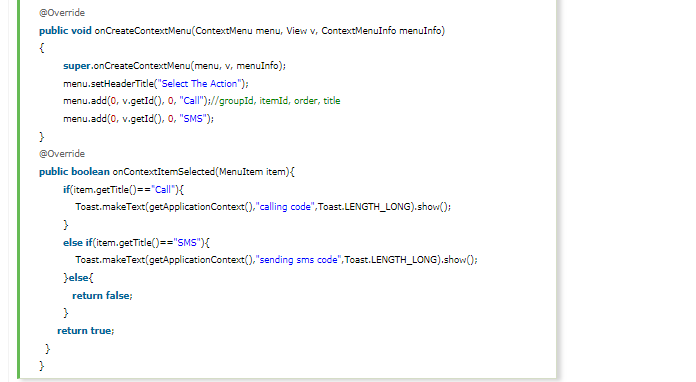 @Override
public void onCreateContextMenu(ContextMenu menu, View v, ContextMenuInfo menuInfo)
{
super.onCreateContextMenu(menu, v, menuInfo);
menu.setHeaderTitle("Select The Action");
menu.add(0, v.getId(), 0, "Call");//groupId, itemId, order, title
menu.add(0, v.getId(), 0, "SMS");
}
@Override
public boolean onContextItemSelected(MenuItem item){
if(item.getTitle()=="Call"){
Toast.makeText(getApplicationContext(),"calling code",Toast.LENGTH_LONG).show();
}
else if(item.getTitle()=="SMS"){
Toast.makeText(getApplicationContext(),"sending sms code",Toast.LENGTH_LONG).show();
}else{
return false;
}
return true;
}
}